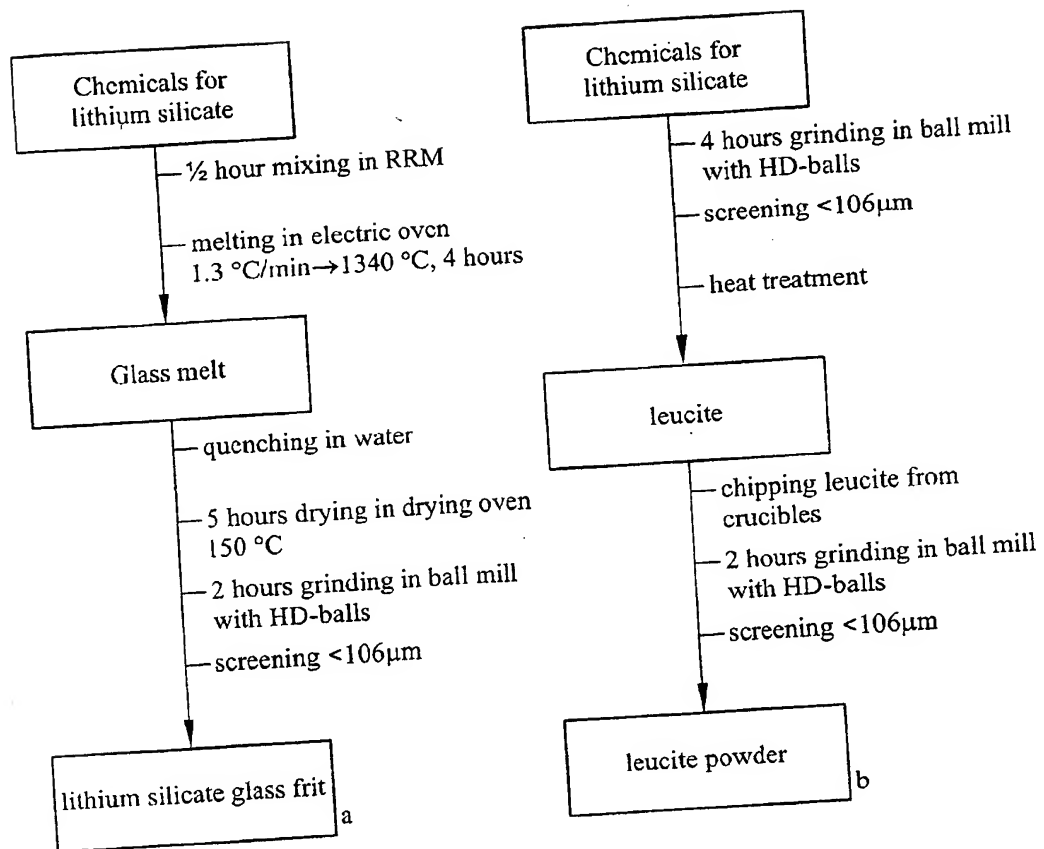 Chemicals for
lithium silicate
½ hour mixing in RRM
melting in electric oven
1.3 °C/min→1340 °C, 4 hours
Glass melt
quenching in water
5 hours drying in drying oven
150 °C
2 hours grinding in ball mill
with HD-balls
screening <106μm
lithium silicate glass frit
a
Chemicals for
lithium silicate
4 hours grinding in ball mill
with HD-balls
screening <106μm
heat treatment
leucite
chipping leucite from
crucibles
2 hours grinding in ball mill
with HD-balls
screening <106μm
leucite powder
b